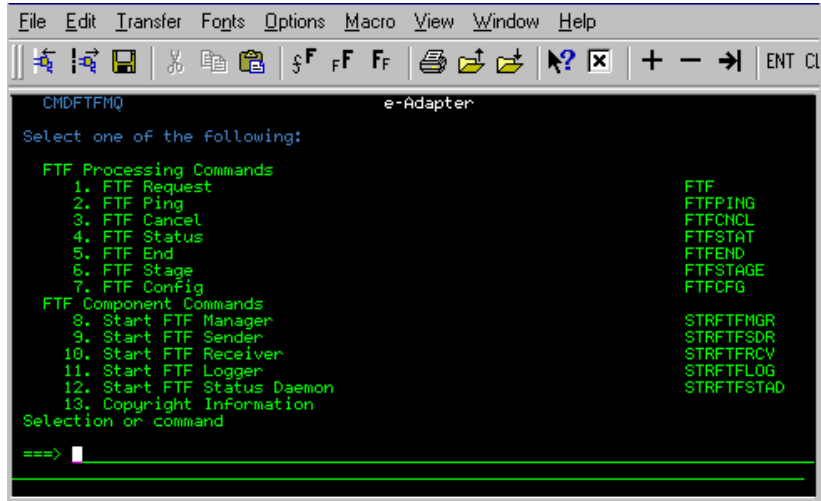 File Edit Transfer Fonts Options Macro View Window Help
ENT
CMDFTFMQ e-Adapter
Select one of the following:
FTF Processing Commands
1. FTF Request FTF
2. FTF Ping FTFPING
3. FTF Cancel FTFCNCL
4. FTF Status FTFSTAT
5. FTF End FTFEND
6. FTF Stage FTFSTAGE
7. FTF Config FTFCFG
FTF Component Commands
8. Start FTF Manager STRFTFMGR
9. Start FTF Sender STRFTFSDR
10. Start FTF Receiver STRFTFRCV
11. Start FTF Logger STRFTFLOG
12. Start FTF Status Daemon STRFTFSTAD
13. Copyright Information
Selection or command
===>